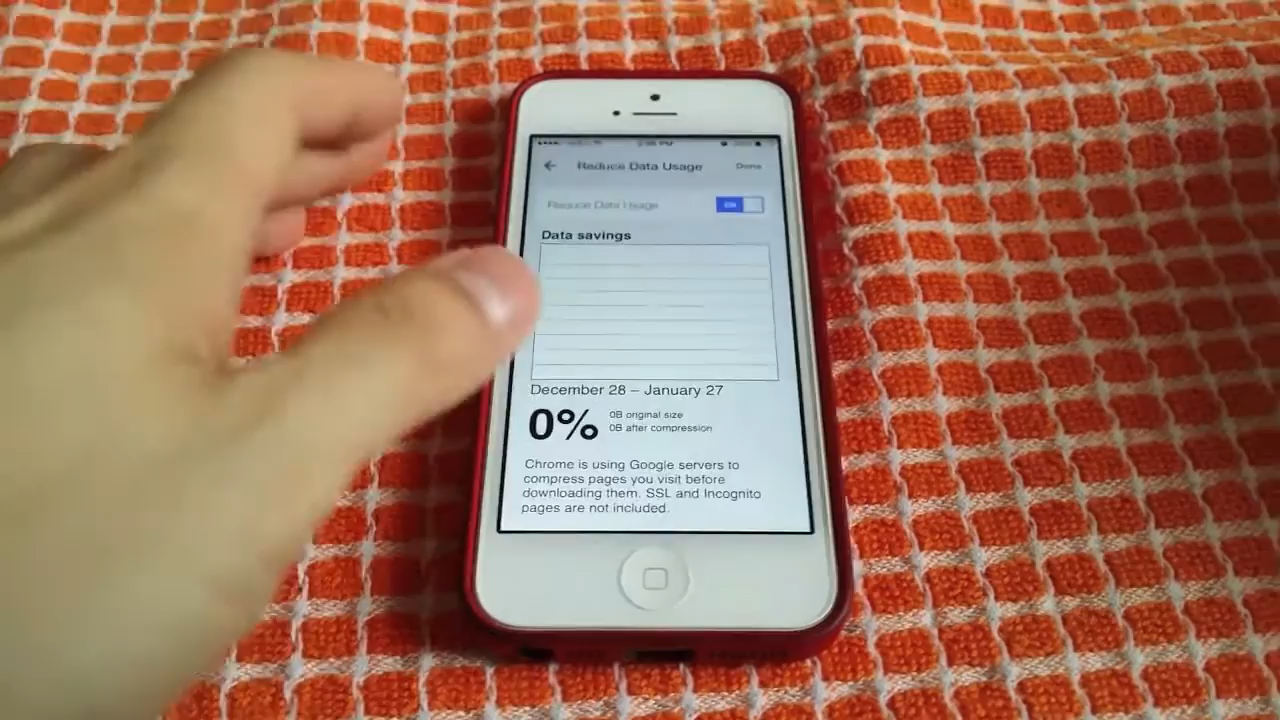 Reduce Data Usage
Done
Reduce Data Usage
ON
Data savings
December 28 – January 27
0%
0B original size
0B after compression
Chrome is using Google servers to
compress pages you visit before
downloading them. SSL and Incognito
pages are not included.